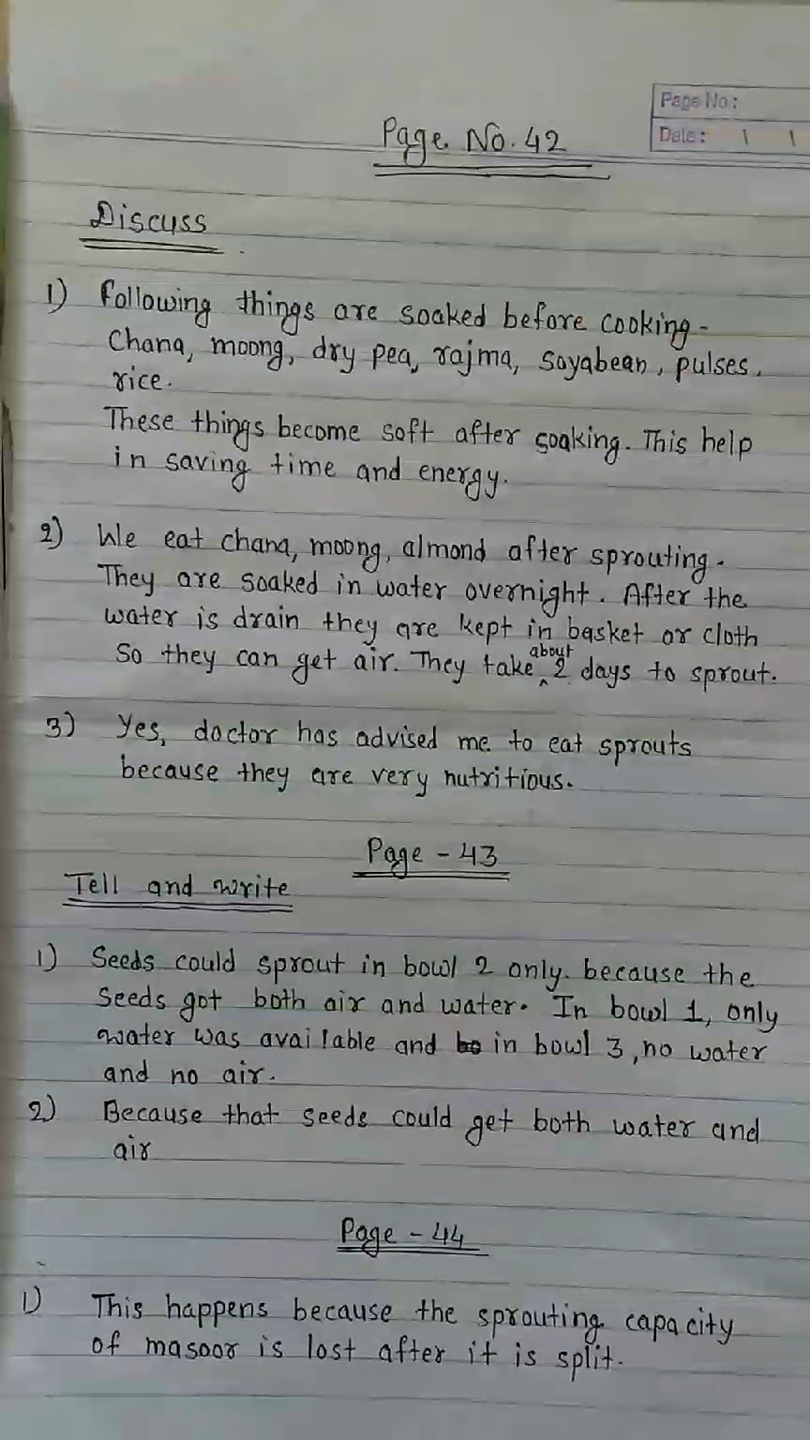 Page No.:
Date: \ \
Page No. 42
Discuss
1) Following things are soaked before cooking-
Chana, moong, dry pea, rajma, soyabean, pulses,
rice.
These things become soft after soaking. This help
in saving time and energy.
2) We eat chana, moong, almond after sprouting.
They are soaked in water overnight. After the
water is drain they are kept in basket or cloth
So they can get air. They take about 2 days to sprout.
3) Yes, doctor has advised me to eat sprouts
because they are very nutritious.
Page - 43
Tell and write
1) Seeds could sprout in bowl 2 only. because the
seeds got both air and water. In bowl 1, only
water was available and in bowl 3, no water
and no air.
2) Because that seeds could get both water and
air
Page - 44
1) This happens because the sprouting capacity
of masoor is lost after it is split.